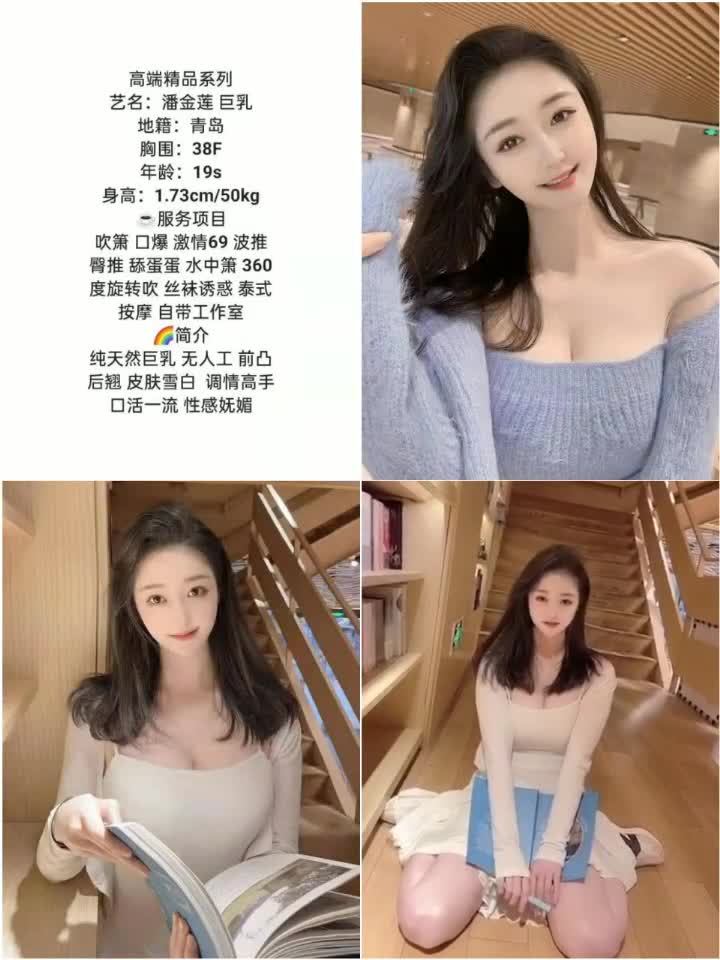 高端精品系列
艺名：潘金莲 巨乳
地籍：青岛
胸围：38F
年龄：19s
身高：1.73cm/50kg
☕服务项目
吹箫 口爆 激情69 波推
臀推 舔蛋蛋 水中箫 360
度旋转吹 丝袜诱惑 泰式
按摩 自带工作室
🌈简介
纯天然巨乳 无人工 前凸
后翘 皮肤雪白 调情高手
口活一流 性感妩媚